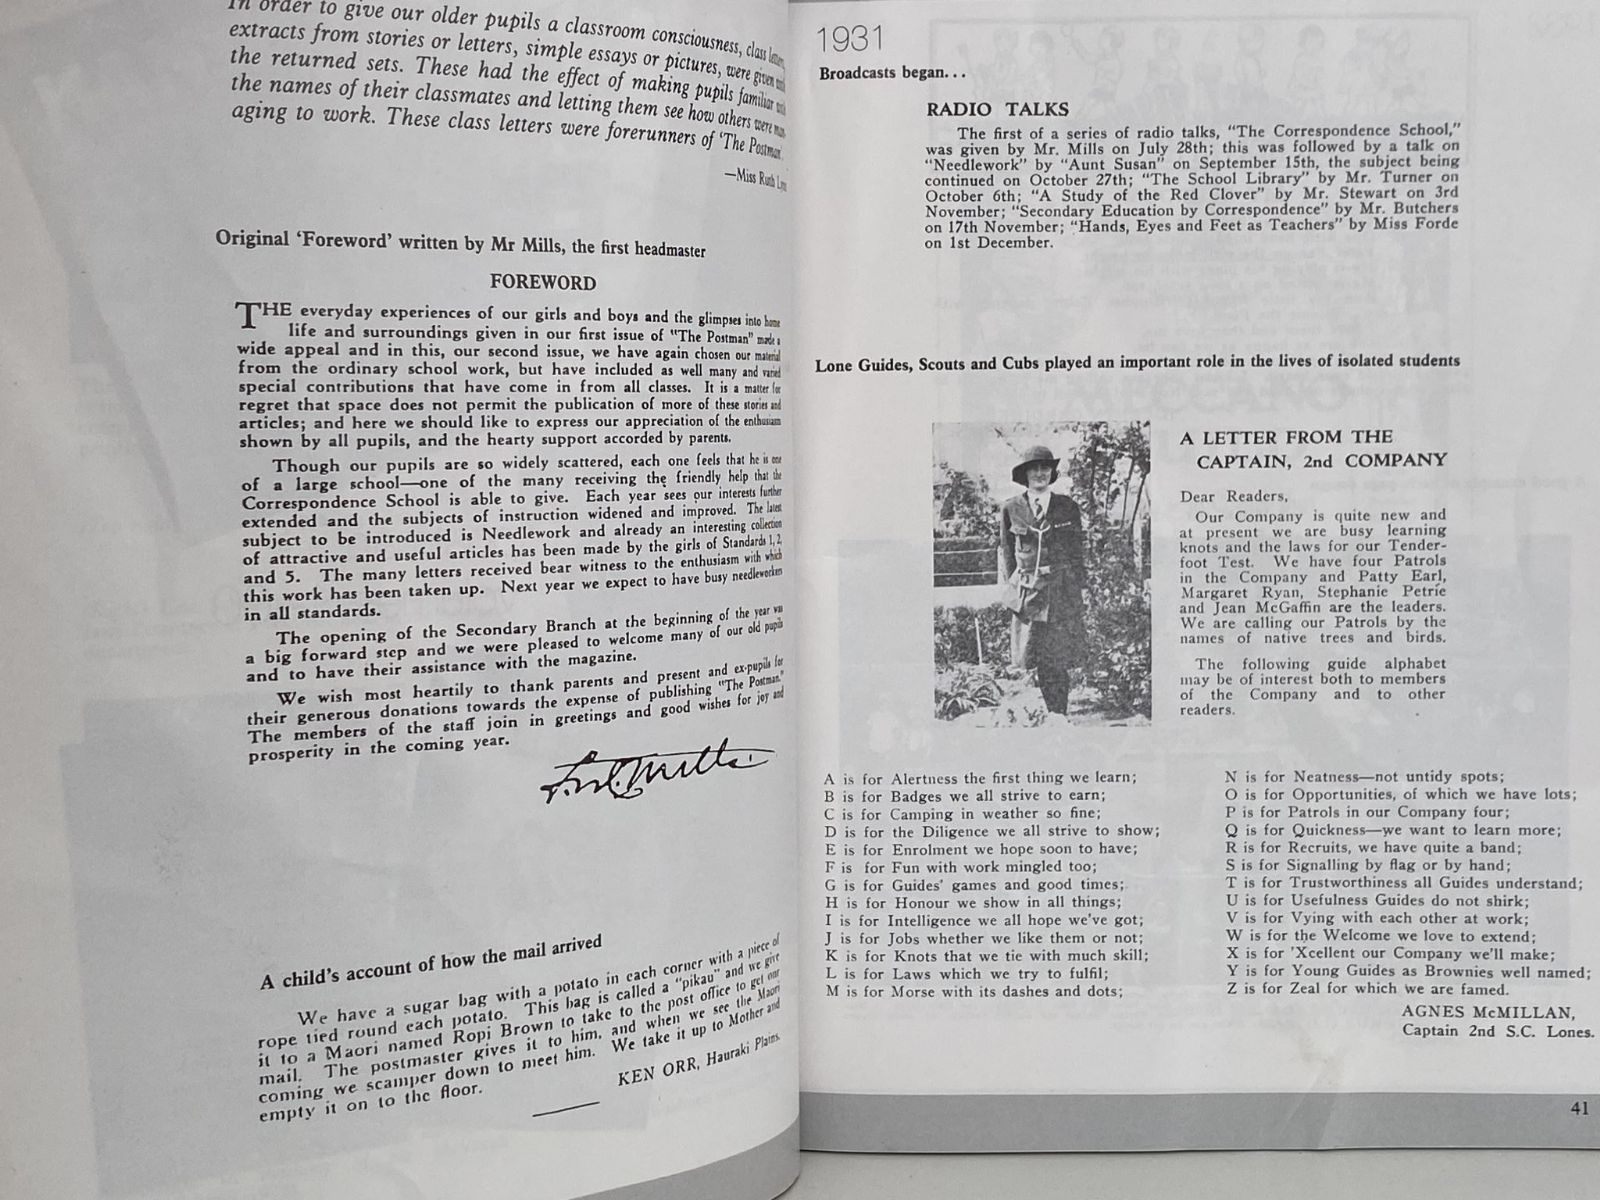 In order to give our older pupils a classroom consciousness, class letters,
extracts from stories or letters, simple essays or pictures, were given with
the returned sets. These had the effect of making pupils familiar with
the names of their classmates and letting them see how others were man-
aging to work. These class letters were forerunners of 'The Postman'.
—Miss Ruth
Original 'Foreword' written by Mr Mills, the first headmaster
FOREWORD
THE everyday experiences of our girls and boys and the glimpses into home
life and surroundings given in our first issue of "The Postman" made a
wide appeal and in this, our second issue, we have again chosen our material
from the ordinary school work, but have included as well many and varied
special contributions that have come in from all classes. It is a matter for
regret that space does not permit the publication of more of these stories and
articles; and here we should like to express our appreciation of the enthusiasm
shown by all pupils, and the hearty support accorded by parents.
Though our pupils are so widely scattered, each one feels that he is one
of a large school—one of the many receiving the friendly help that the
Correspondence School is able to give. Each year sees our interests further
extended and the subjects of instruction widened and improved. The latest
subject to be introduced is Needlework and already an interesting collection
of attractive and useful articles has been made by the girls of Standards 1, 2,
and 5. The many letters received bear witness to the enthusiasm with which
this work has been taken up. Next year we expect to have busy needleworkers
in all standards.
The opening of the Secondary Branch at the beginning of the year was
a big forward step and we were pleased to welcome many of our old pupils
and to have their assistance with the magazine.
We wish most heartily to thank parents and present and ex-pupils for
their generous donations towards the expense of publishing "The Postman."
The members of the staff join in greetings and good wishes for joy and
prosperity in the coming year.
Mills.
A child's account of how the mail arrived
We have a sugar bag with a potato in each corner with a piece of
rope tied round each potato. This bag is called a "pikau" and we give
it to a Maori named Ropi Brown to take to the post office to get our
mail. The postmaster gives it to him, and when we see the Maori
coming we scamper down to meet him. We take it up to Mother and
empty it on to the floor.
KEN ORR, Hauraki Plains.
1931
Broadcasts began...
RADIO TALKS
The first of a series of radio talks, "The Correspondence School,"
was given by Mr. Mills on July 28th; this was followed by a talk on
"Needlework" by "Aunt Susan" on September 15th, the subject being
continued on October 27th; "The School Library" by Mr. Turner on
October 6th; "A Study of the Red Clover" by Mr. Stewart on 3rd
November; "Secondary Education by Correspondence" by Mr. Butchers
on 17th November; "Hands, Eyes and Feet as Teachers" by Miss Forde
on 1st December.
Lone Guides, Scouts and Cubs played an important role in the lives of isolated students
A LETTER FROM THE
CAPTAIN, 2nd COMPANY
Dear Readers,
Our Company is quite new and
at present we are busy learning
knots and the laws for our Tender-
foot Test. We have four Patrols
in the Company and Patty Earl,
Margaret Ryan, Stephanie Petrie
and Jean McGaffin are the leaders.
We are calling our Patrols by the
names of native trees and birds.
The following guide alphabet
may be of interest both to members
of the Company and to other
readers.
A is for Alertness the first thing we learn;
B is for Badges we all strive to earn;
C is for Camping in weather so fine;
D is for the Diligence we all strive to show;
E is for Enrolment we hope soon to have;
F is for Fun with work mingled too;
G is for Guides' games and good times;
H is for Honour we show in all things;
I is for Intelligence we all hope we've got;
J is for Jobs whether we like them or not;
K is for Knots that we tie with much skill;
L is for Laws which we try to fulfil;
M is for Morse with its dashes and dots;
N is for Neatness—not untidy spots;
O is for Opportunities, of which we have lots;
P is for Patrols in our Company four;
Q is for Quickness—we want to learn more;
R is for Recruits, we have quite a band;
S is for Signalling by flag or by hand;
T is for Trustworthiness all Guides understand;
U is for Usefulness Guides do not shirk;
V is for Vying with each other at work;
W is for the Welcome we love to extend;
X is for 'Xcellent our Company we'll make;
Y is for Young Guides as Brownies well named;
Z is for Zeal for which we are famed.
AGNES McMILLAN,
Captain 2nd S.C. Lones.
41